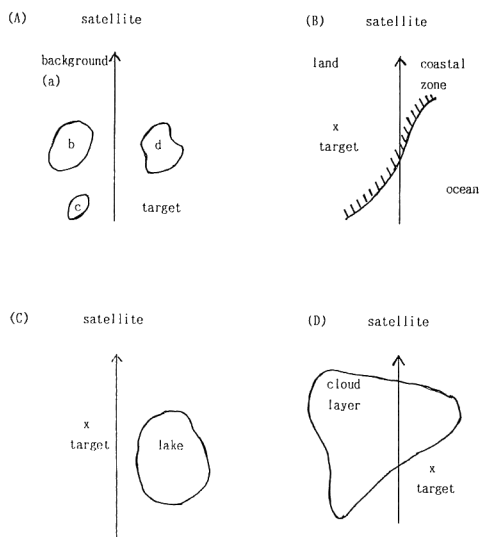 (A) satellite
background
(a)
b
d
c
target
(B) satellite
land
coastal
zone
x
target
ocean
(C) satellite
x
target
lake
(D) satellite
cloud
layer
x
target